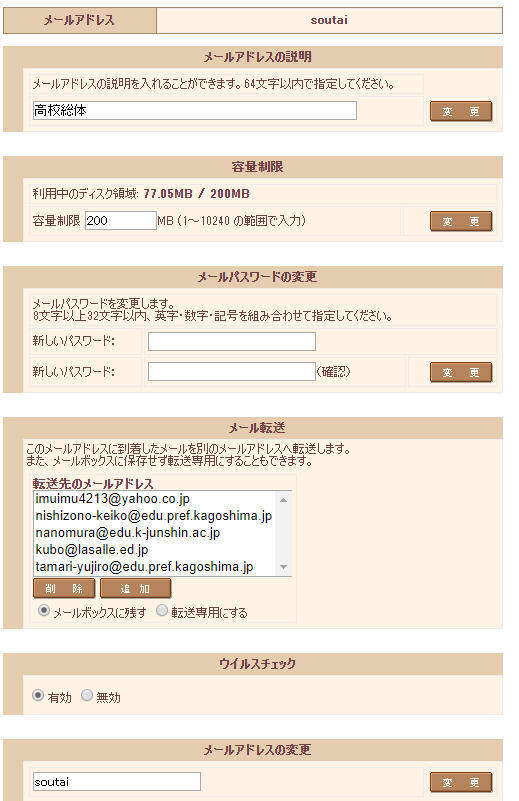 メールアドレス soutai
メールアドレスの説明
メールアドレスの説明を入れることができます。64文字以内で指定してください。
高校総体 変 更
容量制限
利用中のディスク領域: 77.05MB / 200MB
容量制限 200 MB (1～10240 の範囲で入力) 変 更
メールパスワードの変更
メールパスワードを変更します。
8文字以上32文字以内、英字・数字・記号を組み合わせて指定してください。
新しいパスワード:
新しいパスワード: (確認) 変 更
メール転送
このメールアドレスに到着したメールを別のメールアドレスへ転送します。
また、メールボックスに保存せず転送専用にすることもできます。
転送先のメールアドレス
imuimu4213@yahoo.co.jp
nishizono-keiko@edu.pref.kagoshima.jp
nanomura@edu.k-junshin.ac.jp
kubo@lasalle.ed.jp
tamari-yujiro@edu.pref.kagoshima.jp
削 除 追 加
メールボックスに残す 転送専用にする
ウイルスチェック
有効 無効
メールアドレスの変更
soutai 変 更